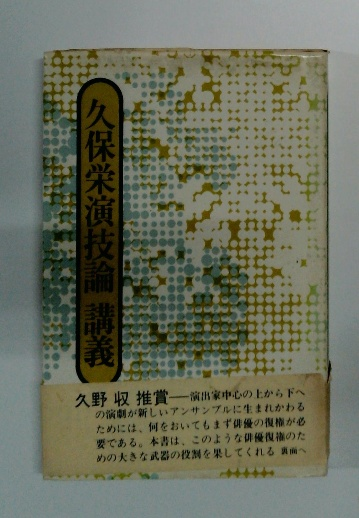 久保栄演技論 講義
久野 収 推賞──演出家中心の上から下へ
の演劇が新しいアンサンブルに生まれかわる
ためには、何をおいてもまず俳優の復権が必
要である。本書は、このような俳優復権のた
めの大きな武器の役割を果してくれる 裏面へ